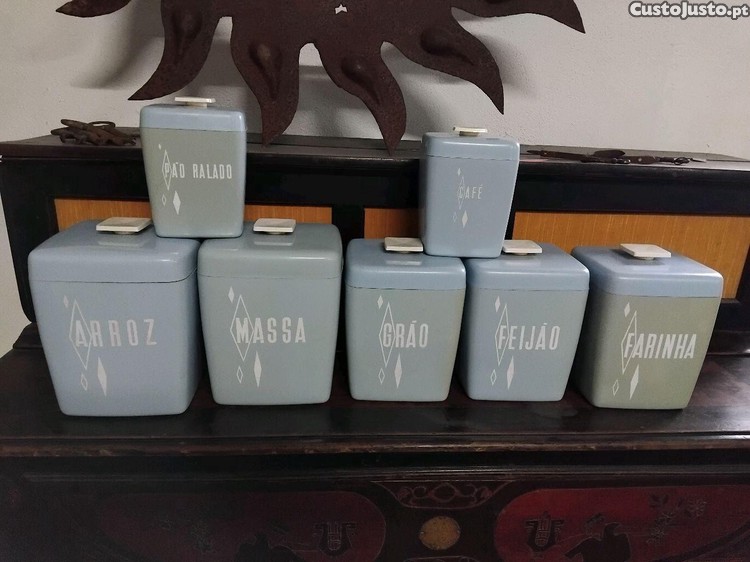 CustoJusto.pt
PÃO RALADO
CAFÉ
ARROZ
MASSA
GRÃO
FEIJÃO
FARINHA